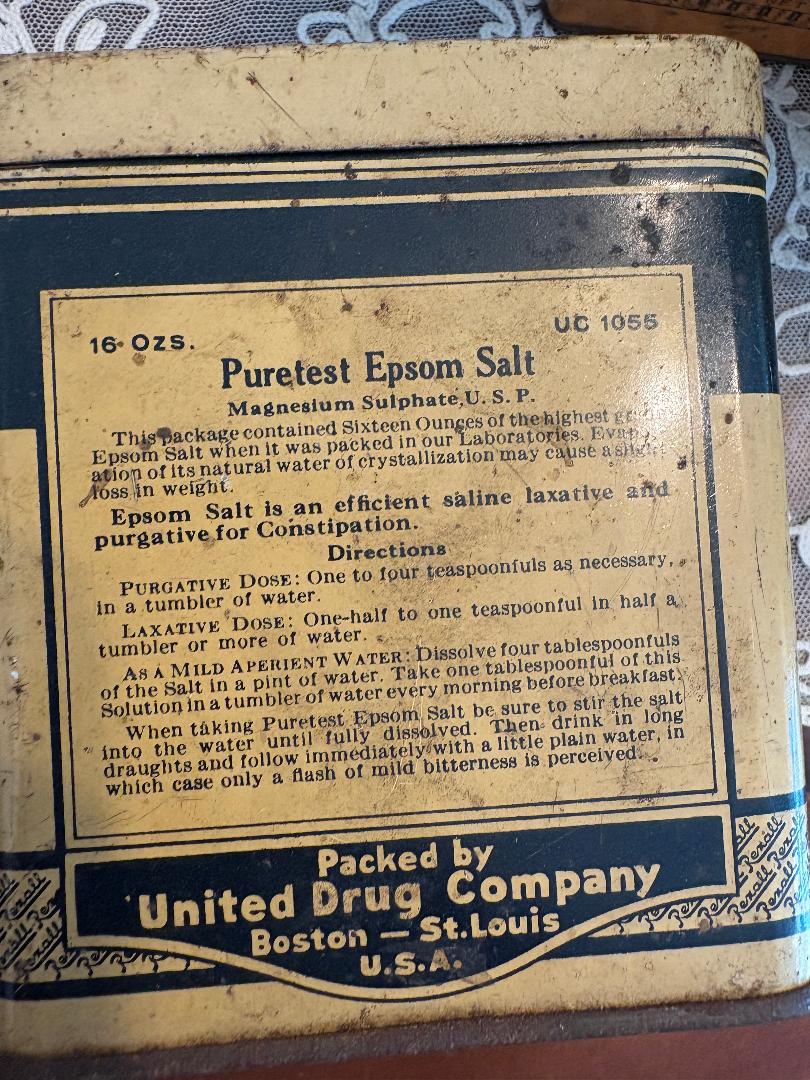 16 Ozs.
UC 1055
Puretest Epsom Salt
Magnesium Sulphate, U. S. P.
This package contained Sixteen Ounces of the highest
Epsom Salt when it was packed in our Laboratories.
ation of its natural water of crystallization may cause a slight
loss in weight.
Epsom Salt is an efficient saline laxative and
purgative for Constipation.
Directions
PURGATIVE DOSE: One to four teaspoonfuls as necessary,
in a tumbler of water.
LAXATIVE DOSE: One-half to one teaspoonful in half a
tumbler or more of water.
AS A MILD APERIENT WATER: Dissolve four tablespoonfuls
of the Salt in a pint of water. Take one tablespoonful of this
Solution in a tumbler of water every morning before breakfast.
When taking Puretest Epsom Salt be sure to stir the salt
into the water until fully dissolved. Then drink in long
draughts and follow immediately with a little plain water, in
which case only a flash of mild bitterness is perceived.
Packed by
United Drug Company
Boston — St. Louis
U.S.A.
Rexall Rexall Rexall